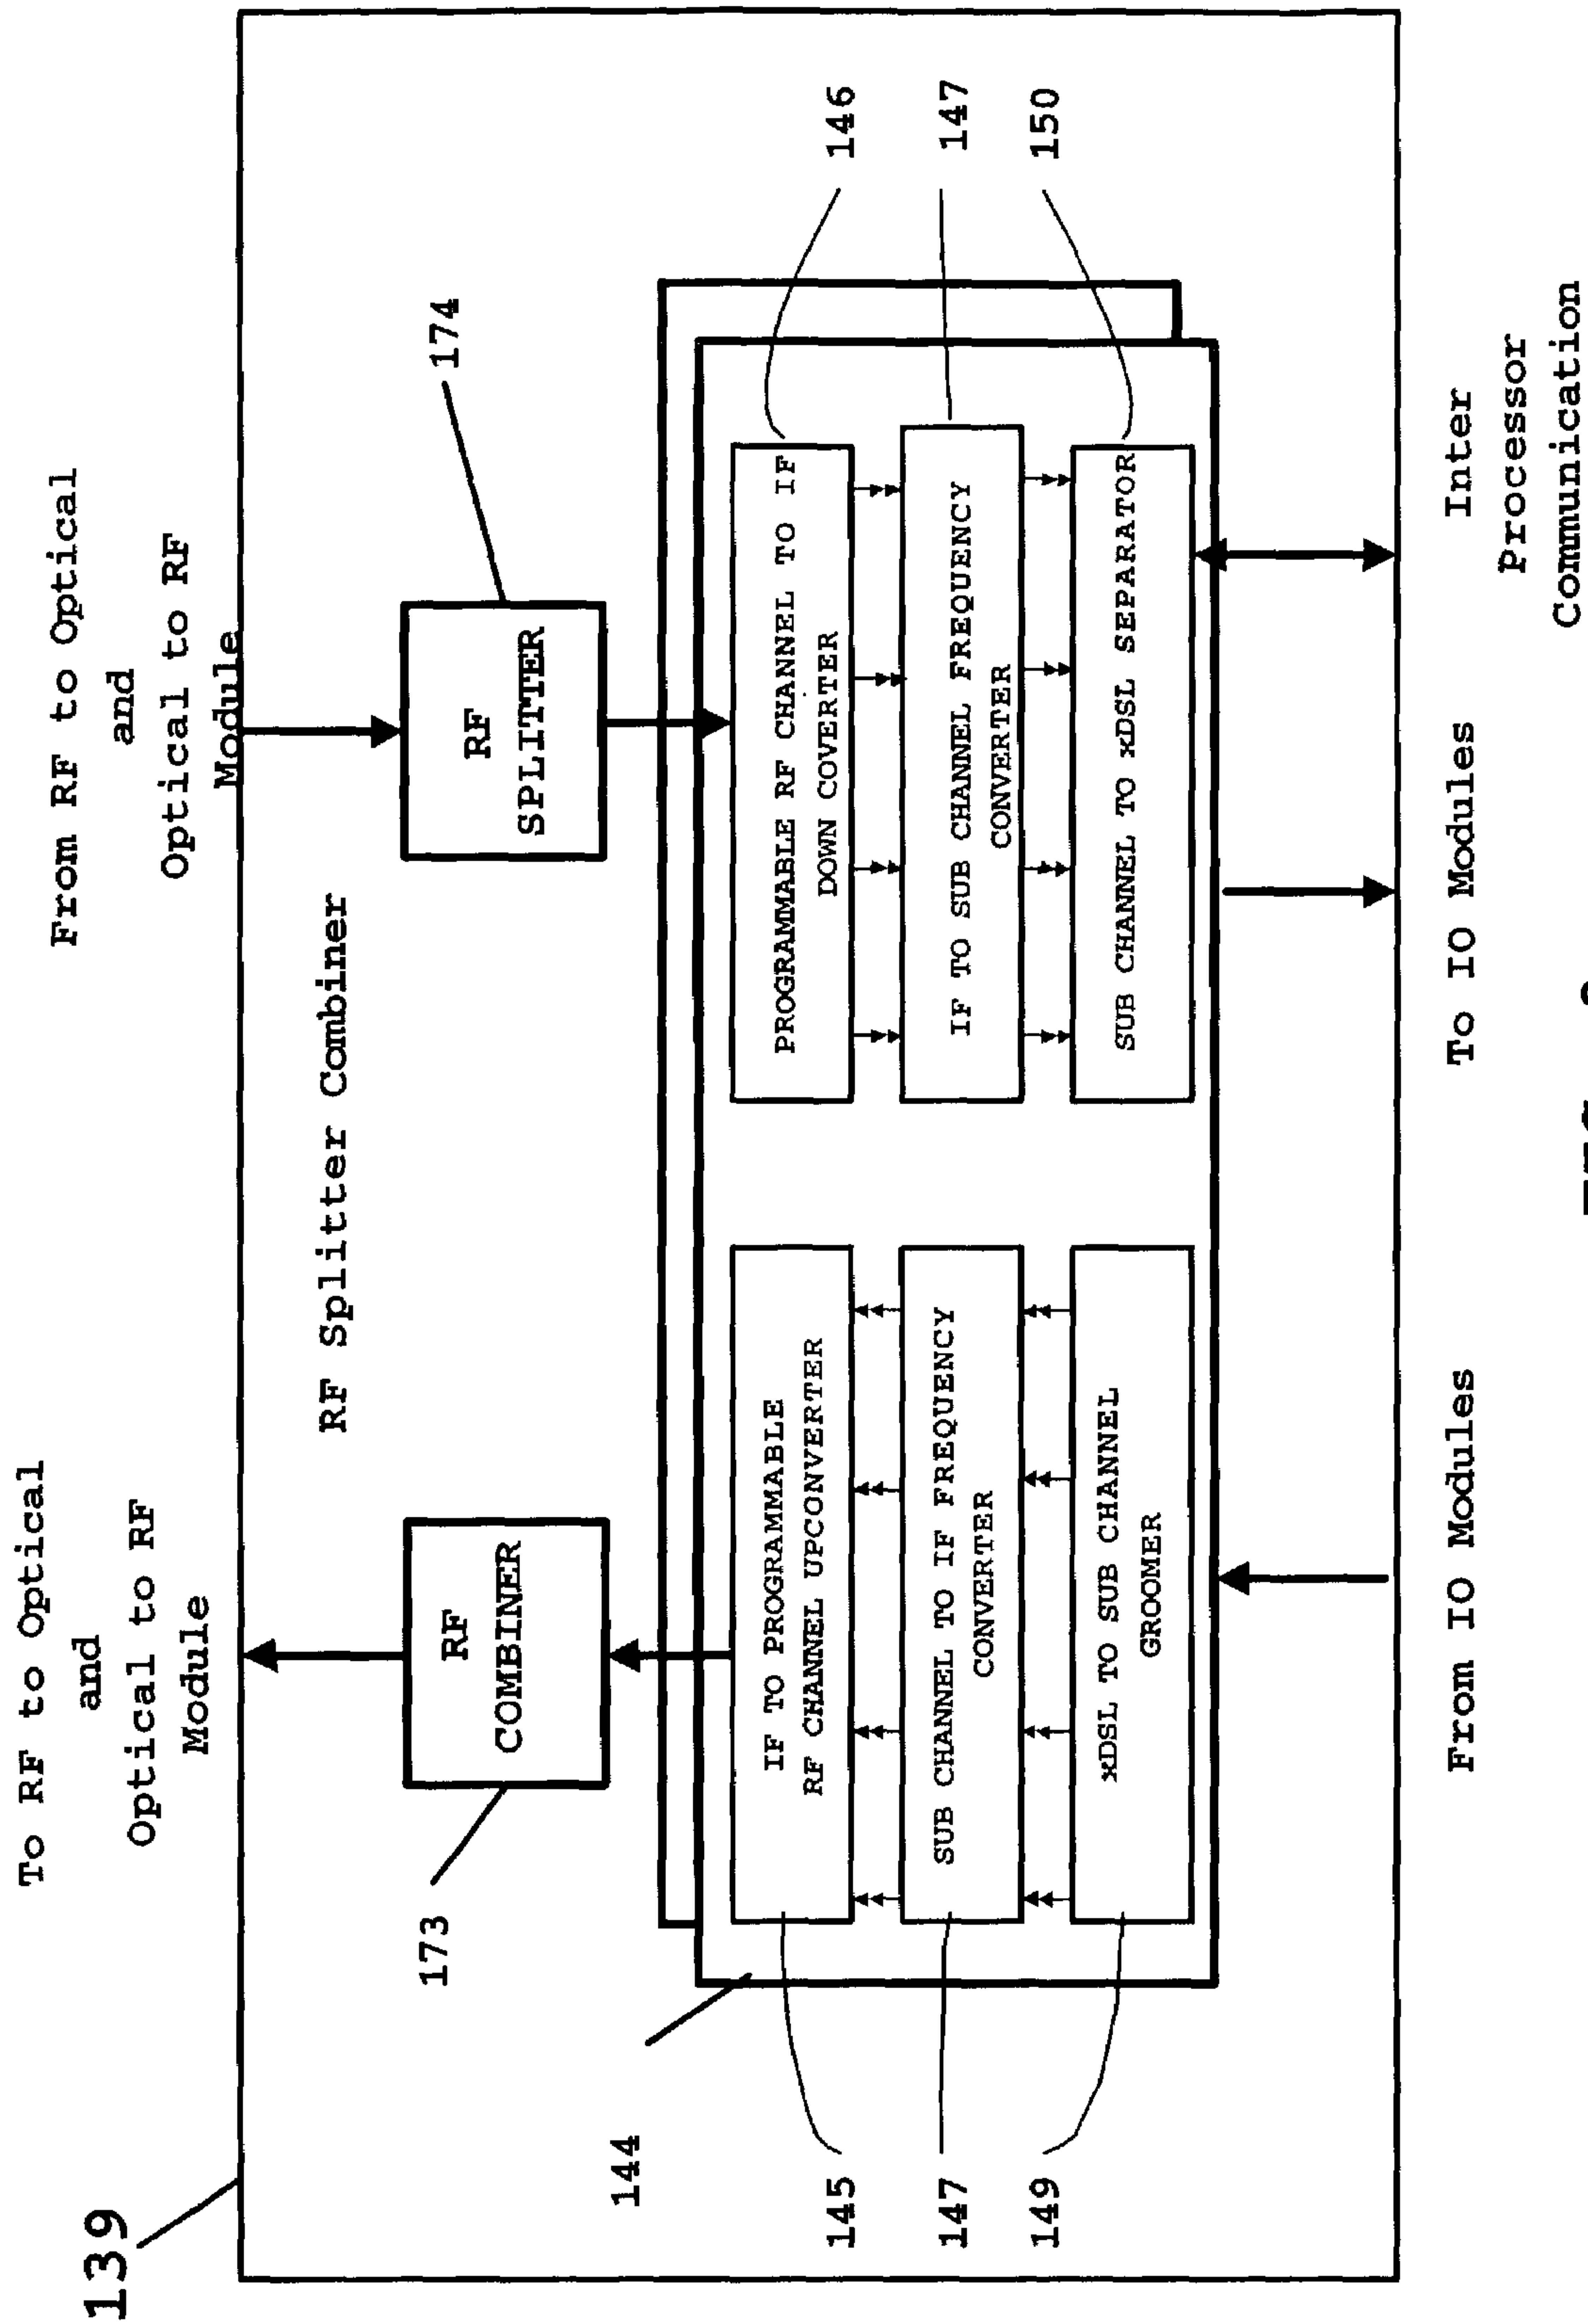 139
To RF to Optical
and
Optical to RF
Module
From RF to Optical
and
Optical to RF
Module
RF Splitter Combiner
173
RF
COMBINER
RF
SPLITTER
174
144
145
IF TO PROGRAMMABLE
RF CHANNEL UPCONVERTER
PROGRAMMABLE RF CHANNEL TO IF
DOWN COVERTER
146
147
SUB CHANNEL TO IF FREQUENCY
CONVERTER
IF TO SUB CHANNEL FREQUENCY
CONVERTER
147
149
xDSL TO SUB CHANNEL
GROOMER
SUB CHANNEL TO xDSL SEPARATOR
150
From IO Modules
To IO Modules
Inter
Processor
Communication